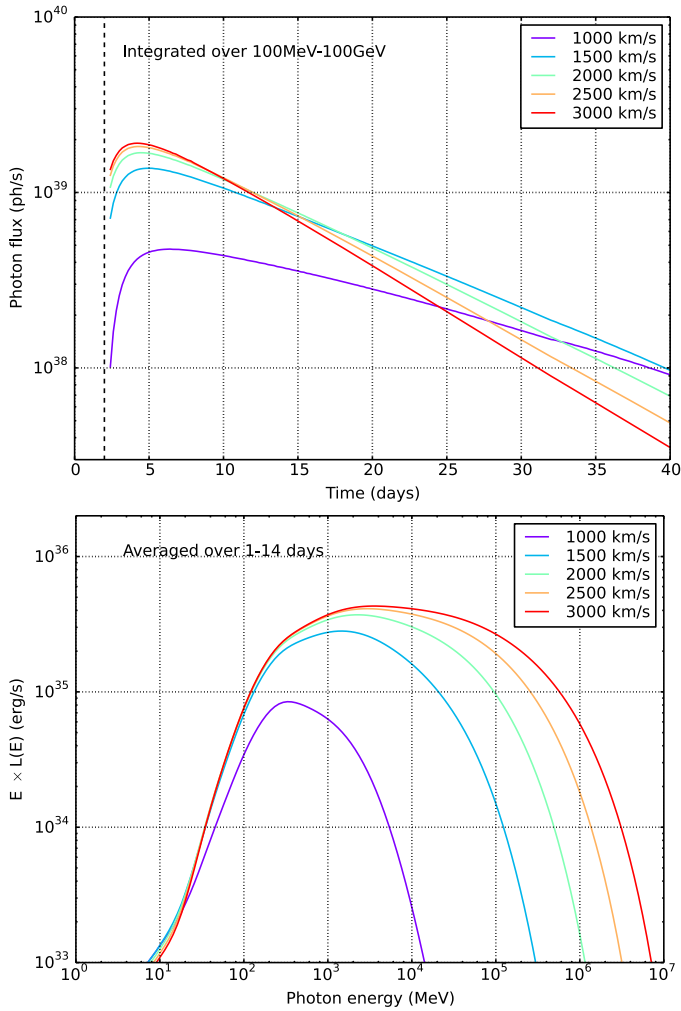 10^40
10^39
10^38
Photon flux (ph/s)
Integrated over 100MeV-100GeV
1000 km/s
1500 km/s
2000 km/s
2500 km/s
3000 km/s
0 5 10 15 20 25 30 35 40
Time (days)
10^36
10^35
10^34
10^33
E × L(E) (erg/s)
Averaged over 1-14 days
1000 km/s
1500 km/s
2000 km/s
2500 km/s
3000 km/s
10^0 10^1 10^2 10^3 10^4 10^5 10^6 10^7
Photon energy (MeV)